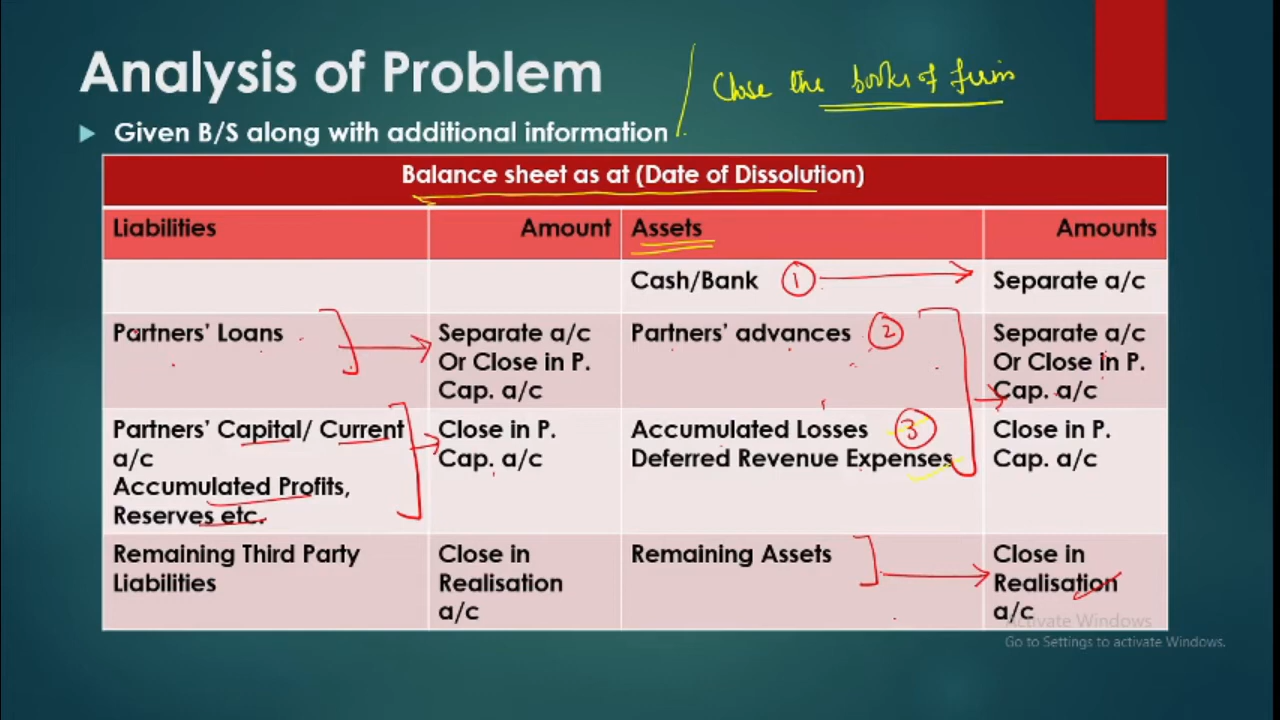 Analysis of Problem
Close the books of firm
Given B/S along with additional information
Balance sheet as at (Date of Dissolution)
Liabilities Amount Assets Amounts
Cash/Bank 1 Separate a/c
Partners' Loans Separate a/c Partners' advances 2 Separate a/c
Or Close in P. Or Close in P.
Cap. a/c Cap. a/c
Partners' Capital/ Current Close in P. Accumulated Losses 3 Close in P.
a/c Cap. a/c Deferred Revenue Expenses Cap. a/c
Accumulated Profits,
Reserves etc.
Remaining Third Party Close in Remaining Assets Close in
Liabilities Realisation Realisation
a/c a/c
Activate Windows
Go to Settings to activate Windows.